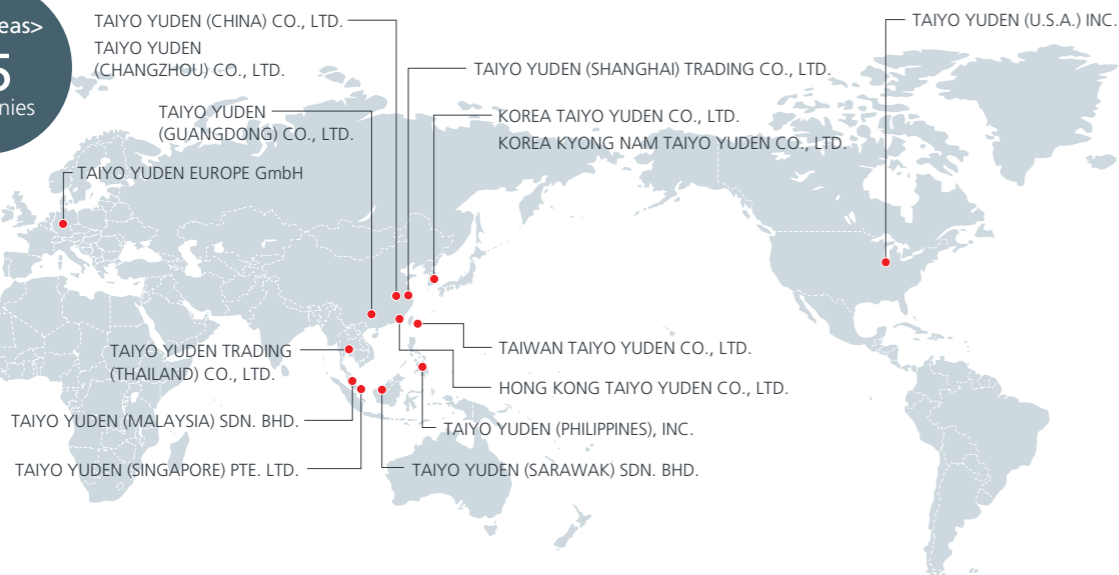 5
nies
TAIYO YUDEN (CHINA) CO., LTD.
TAIYO YUDEN
(CHANGZHOU) CO., LTD.
TAIYO YUDEN
(GUANGDONG) CO., LTD.
TAIYO YUDEN EUROPE GmbH
TAIYO YUDEN (SHANGHAI) TRADING CO., LTD.
KOREA TAIYO YUDEN CO., LTD.
KOREA KYONG NAM TAIYO YUDEN CO., LTD.
TAIYO YUDEN (U.S.A.) INC.
TAIYO YUDEN TRADING
(THAILAND) CO., LTD.
TAIYO YUDEN (MALAYSIA) SDN. BHD.
TAIYO YUDEN (SINGAPORE) PTE. LTD.
TAIWAN TAIYO YUDEN CO., LTD.
HONG KONG TAIYO YUDEN CO., LTD.
TAIYO YUDEN (PHILIPPINES), INC.
TAIYO YUDEN (SARAWAK) SDN. BHD.